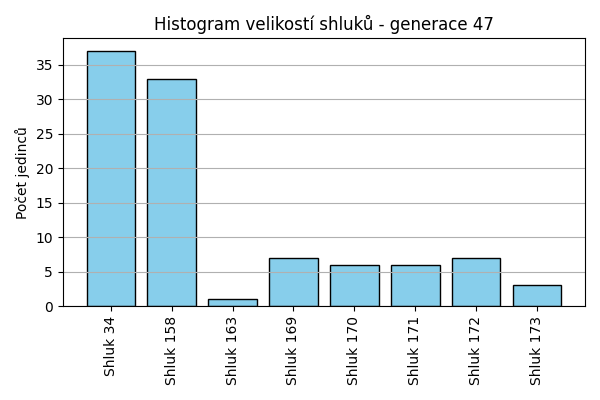 Histogram velikostí shluků - generace 47
Počet jedinců
35
30
25
20
15
10
5
0
Shluk 34
Shluk 158
Shluk 163
Shluk 169
Shluk 170
Shluk 171
Shluk 172
Shluk 173